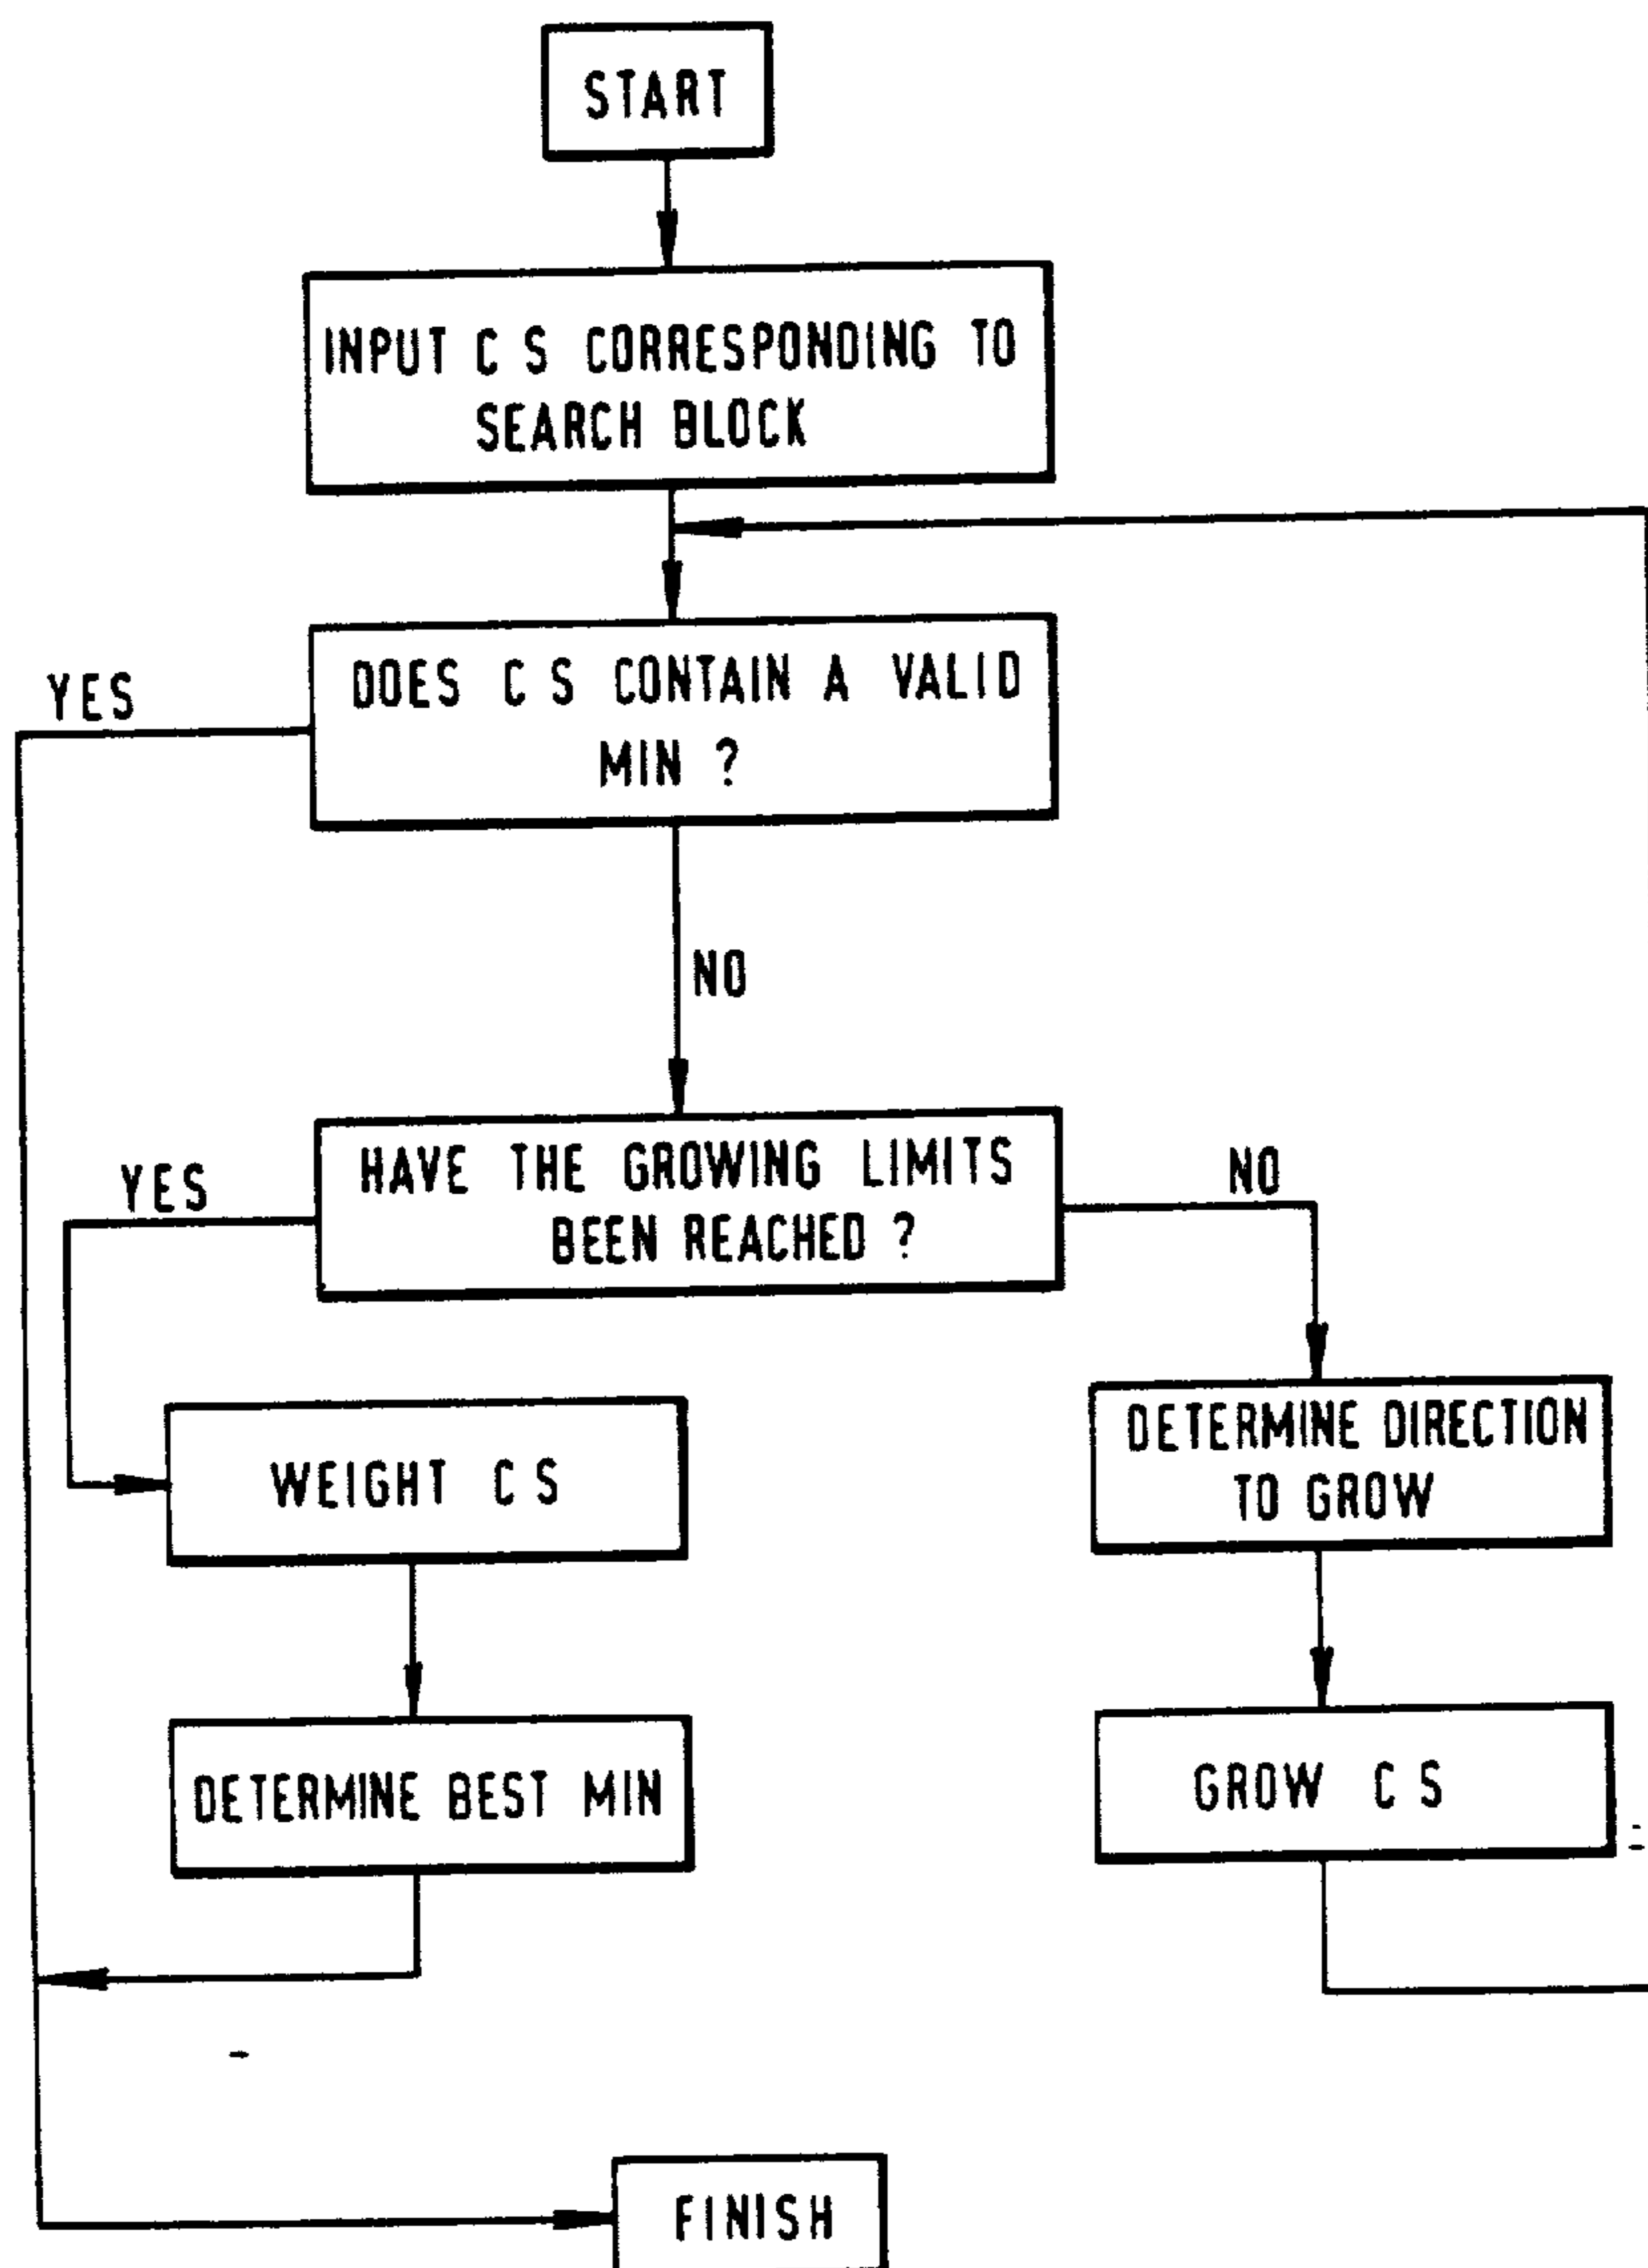 START
INPUT C S CORRESPONDING TO
SEARCH BLOCK
YES
DOES C S CONTAIN A VALID
MIN ?
NO
YES
HAVE THE GROWING LIMITS
BEEN REACHED ?
NO
WEIGHT C S
DETERMINE DIRECTION
TO GROW
DETERMINE BEST MIN
GROW C S
FINISH